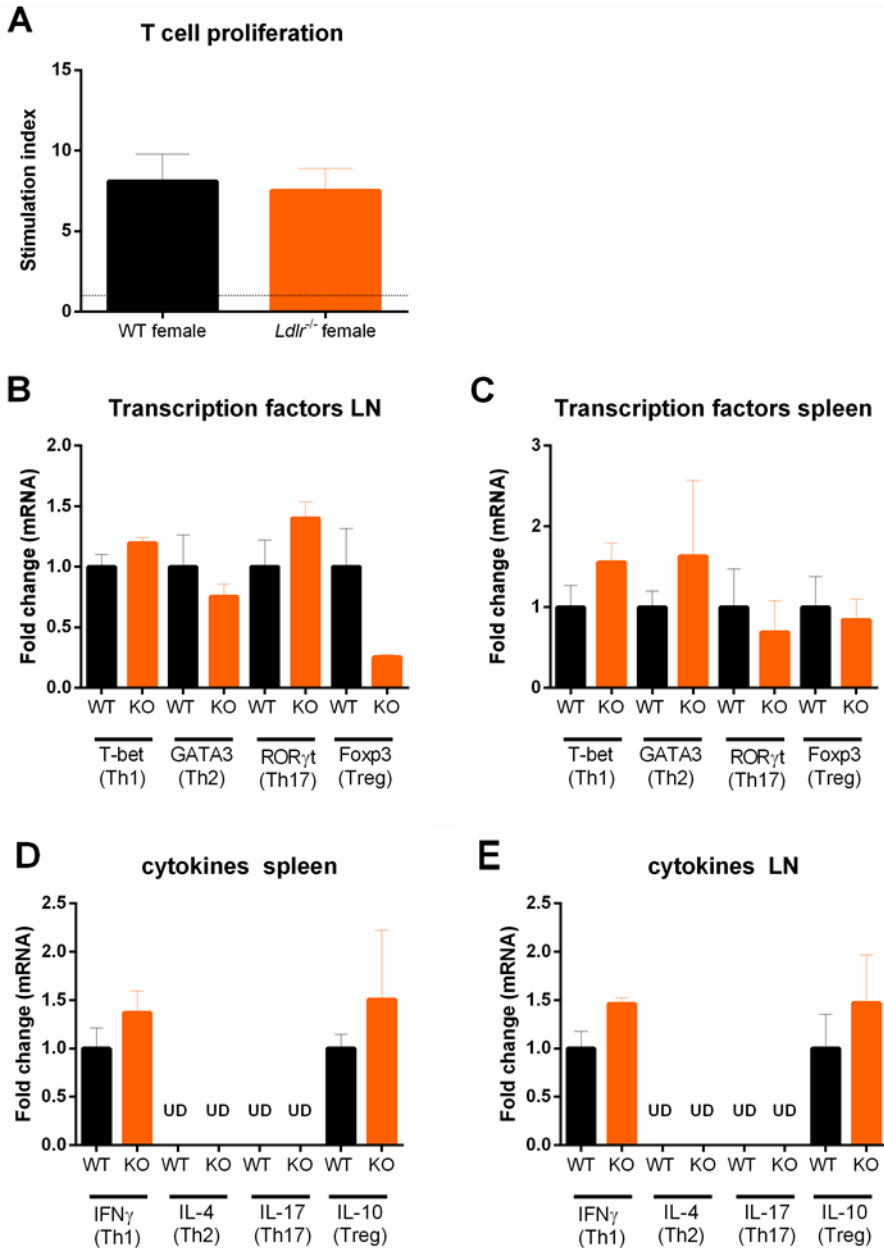 A
T cell proliferation
Stimulation index
15
10
5
0
WT female
Ldlr-/- female
B
Transcription factors LN
Fold change (mRNA)
2.0
1.5
1.0
0.5
0.0
WT KO WT KO WT KO WT KO
T-bet GATA3 RORγt Foxp3
(Th1) (Th2) (Th17) (Treg)
C
Transcription factors spleen
Fold change (mRNA)
3
2
1
0
WT KO WT KO WT KO WT KO
T-bet GATA3 RORγt Foxp3
(Th1) (Th2) (Th17) (Treg)
D
cytokines spleen
Fold change (mRNA)
2.5
2.0
1.5
1.0
0.5
0.0
UD UD UD UD
WT KO WT KO WT KO WT KO
IFNγ IL-4 IL-17 IL-10
(Th1) (Th2) (Th17) (Treg)
E
cytokines LN
Fold change (mRNA)
2.5
2.0
1.5
1.0
0.5
0.0
UD UD UD UD
WT KO WT KO WT KO WT KO
IFNγ IL-4 IL-17 IL-10
(Th1) (Th2) (Th17) (Treg)